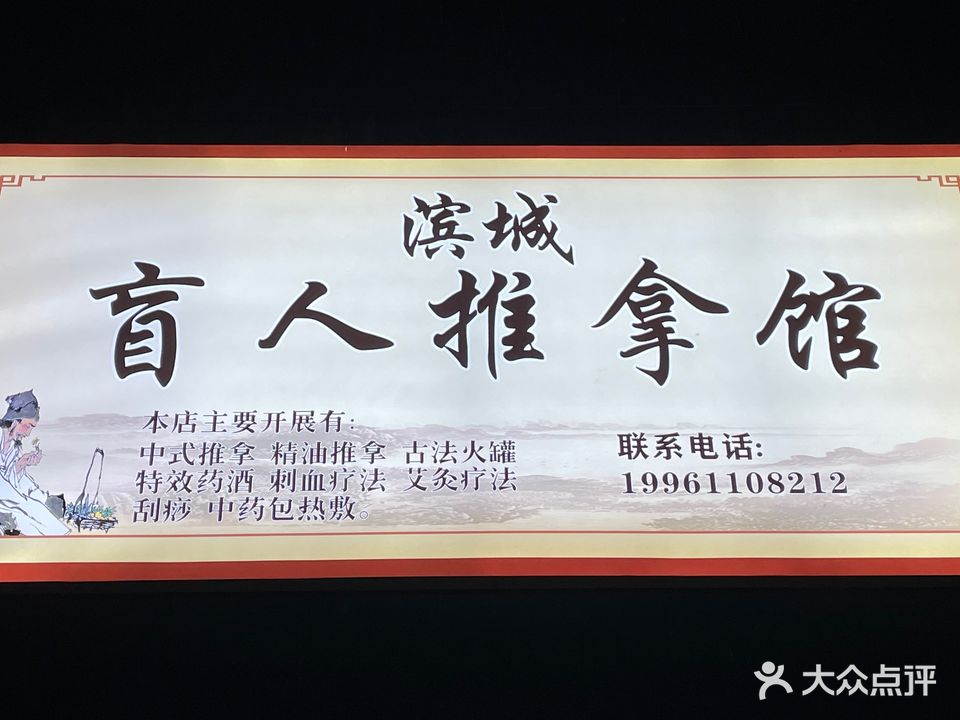 滨城
盲人推拿馆
本店主要开展有:
中式推拿 精油推拿 古法火罐
特效药酒 刺血疗法 艾灸疗法
刮痧 中药包热敷。
联系电话:
19961108212
大众点评